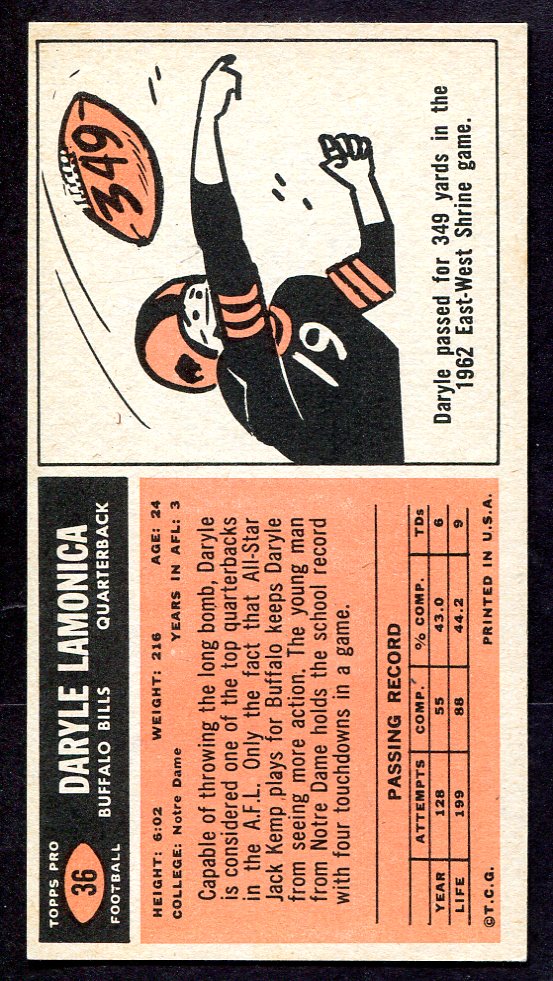 TOPPS PRO
36
FOOTBALL
DARYLE LAMONICA
BUFFALO BILLS QUARTERBACK
HEIGHT: 6:02 WEIGHT: 216 AGE: 24
COLLEGE: Notre Dame YEARS IN AFL: 3
Capable of throwing the long bomb, Daryle
is considered one of the top quarterbacks
in the A.F.L. Only the fact that All-Star
Jack Kemp plays for Buffalo keeps Daryle
from seeing more action. The young man
from Notre Dame holds the school record
with four touchdowns in a game.
PASSING RECORD
ATTEMPTS COMP. % COMP. TDs
YEAR 128 55 43.0 6
LIFE 199 88 44.2 9
©T.C.G. PRINTED IN U.S.A.
349
19
Daryle passed for 349 yards in the
1962 East-West Shrine game.